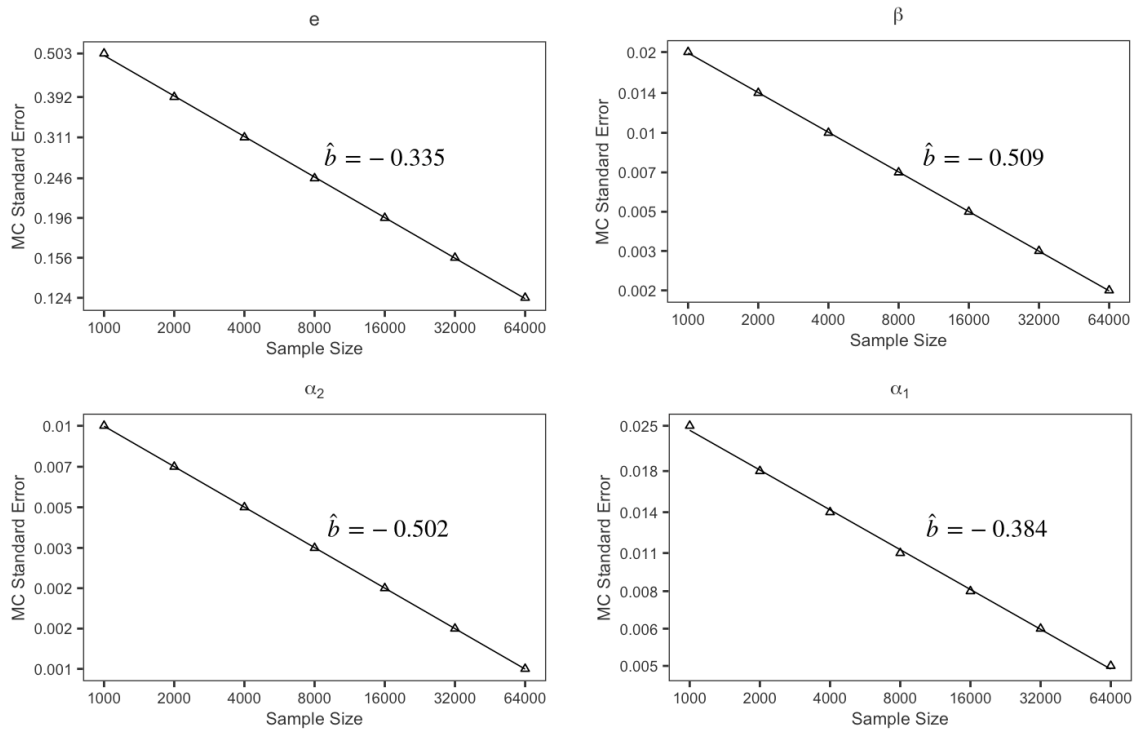 e
0.503
0.392
0.311
0.246
0.196
0.156
0.124
MC Standard Error
b̂ = − 0.335
1000 2000 4000 8000 16000 32000 64000
Sample Size
β
0.02
0.014
0.01
0.007
0.005
0.003
0.002
MC Standard Error
b̂ = − 0.509
1000 2000 4000 8000 16000 32000 64000
Sample Size
α₂
0.01
0.007
0.005
0.003
0.002
0.002
0.001
MC Standard Error
b̂ = − 0.502
1000 2000 4000 8000 16000 32000 64000
Sample Size
α₁
0.025
0.018
0.014
0.011
0.008
0.006
0.005
MC Standard Error
b̂ = − 0.384
1000 2000 4000 8000 16000 32000 64000
Sample Size